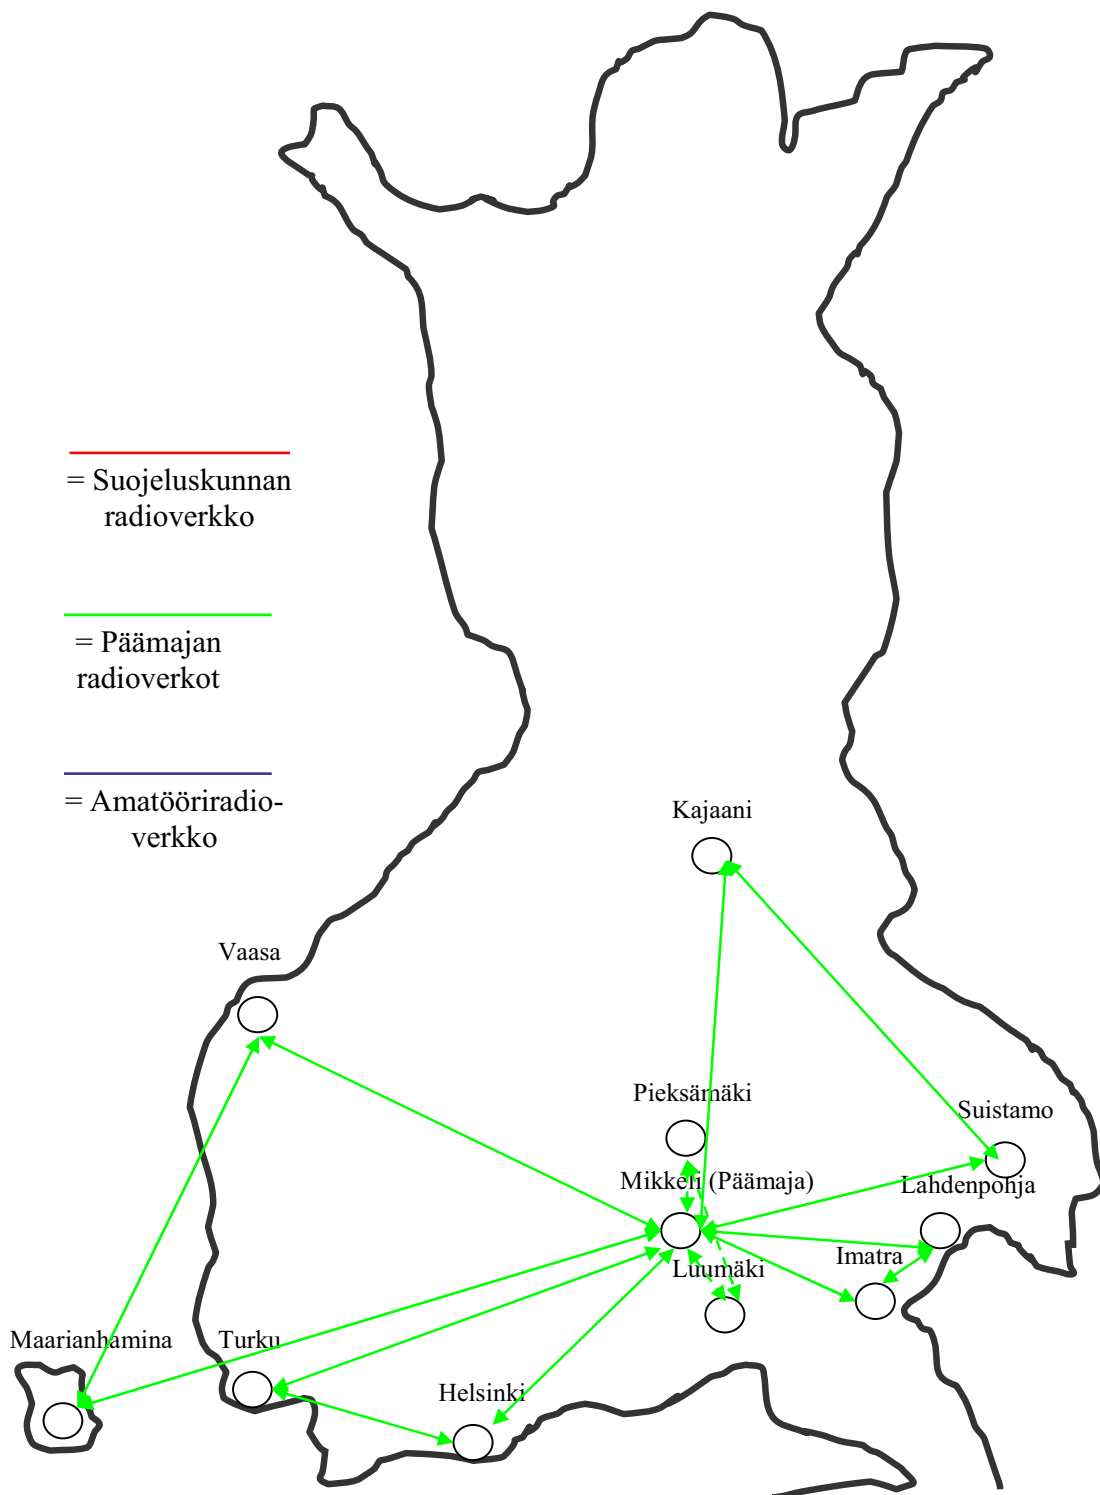 = Suojeluskunnan
radioverkko
= Päämajan
radioverkot
= Amatööriradio-
verkko
Kajaani
Vaasa
Pieksämäki
Suistamo
Mikkeli (Päämaja)
Lahdenpohja
Imatra
Luumäki
Maarianhamina
Turku
Helsinki